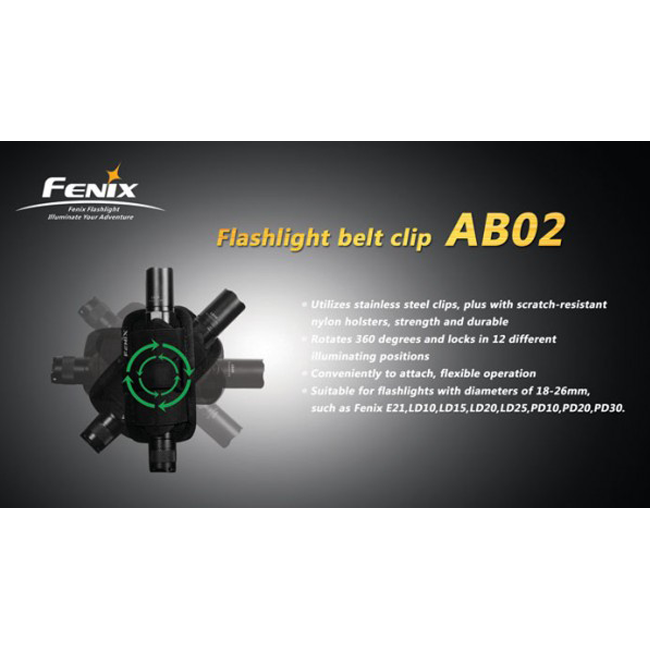 FENIX
Fenix Flashlight
Illuminate Your Adventure
Flashlight belt clip AB02
FENIX
Utilizes stainless steel clips, plus with scratch-resistant
nylon holsters, strength and durable
Rotates 360 degrees and locks in 12 different
illuminating positions
Conveniently to attach, flexible operation
Suitable for flashlights with diameters of 18-26mm,
such as Fenix E21,LD10,LD15,LD20,LD25,PD10,PD20,PD30.